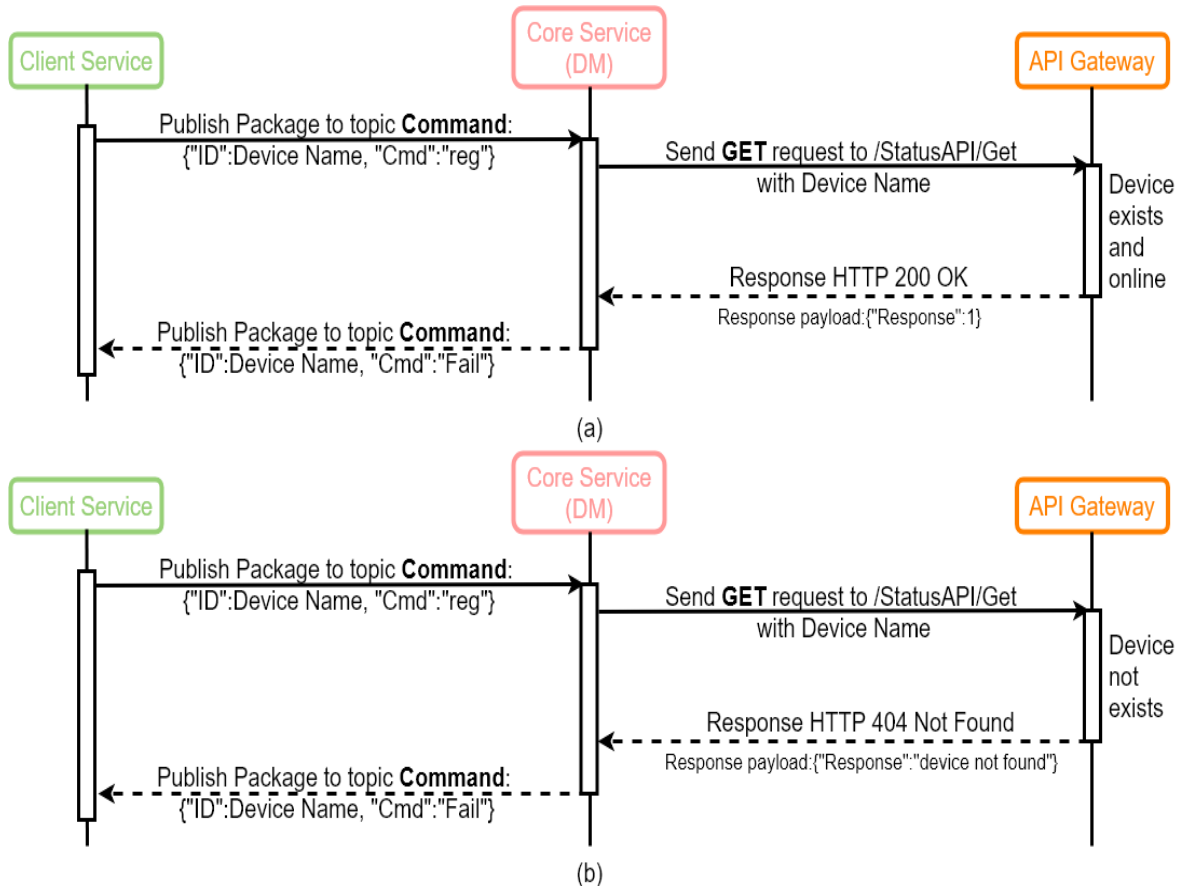 Client Service
Core Service
(DM)
API Gateway
Publish Package to topic Command:
{"ID":Device Name, "Cmd":"reg"}
Send GET request to /StatusAPI/Get
with Device Name
Device
exists
and
online
Response HTTP 200 OK
Response payload:{"Response":1}
Publish Package to topic Command:
{"ID":Device Name, "Cmd":"Fail"}
(a)
Client Service
Core Service
(DM)
API Gateway
Publish Package to topic Command:
{"ID":Device Name, "Cmd":"reg"}
Send GET request to /StatusAPI/Get
with Device Name
Device
not
exists
Response HTTP 404 Not Found
Response payload:{"Response":"device not found"}
Publish Package to topic Command:
{"ID":Device Name, "Cmd":"Fail"}
(b)